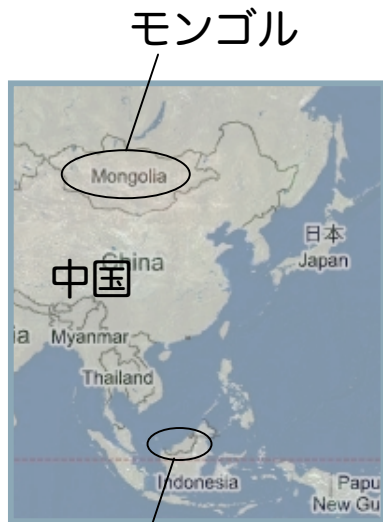 モンゴル
Mongolia
日本
Japan
China
中国
Myanmar
Thailand
Indonesia
Papu
New Gu